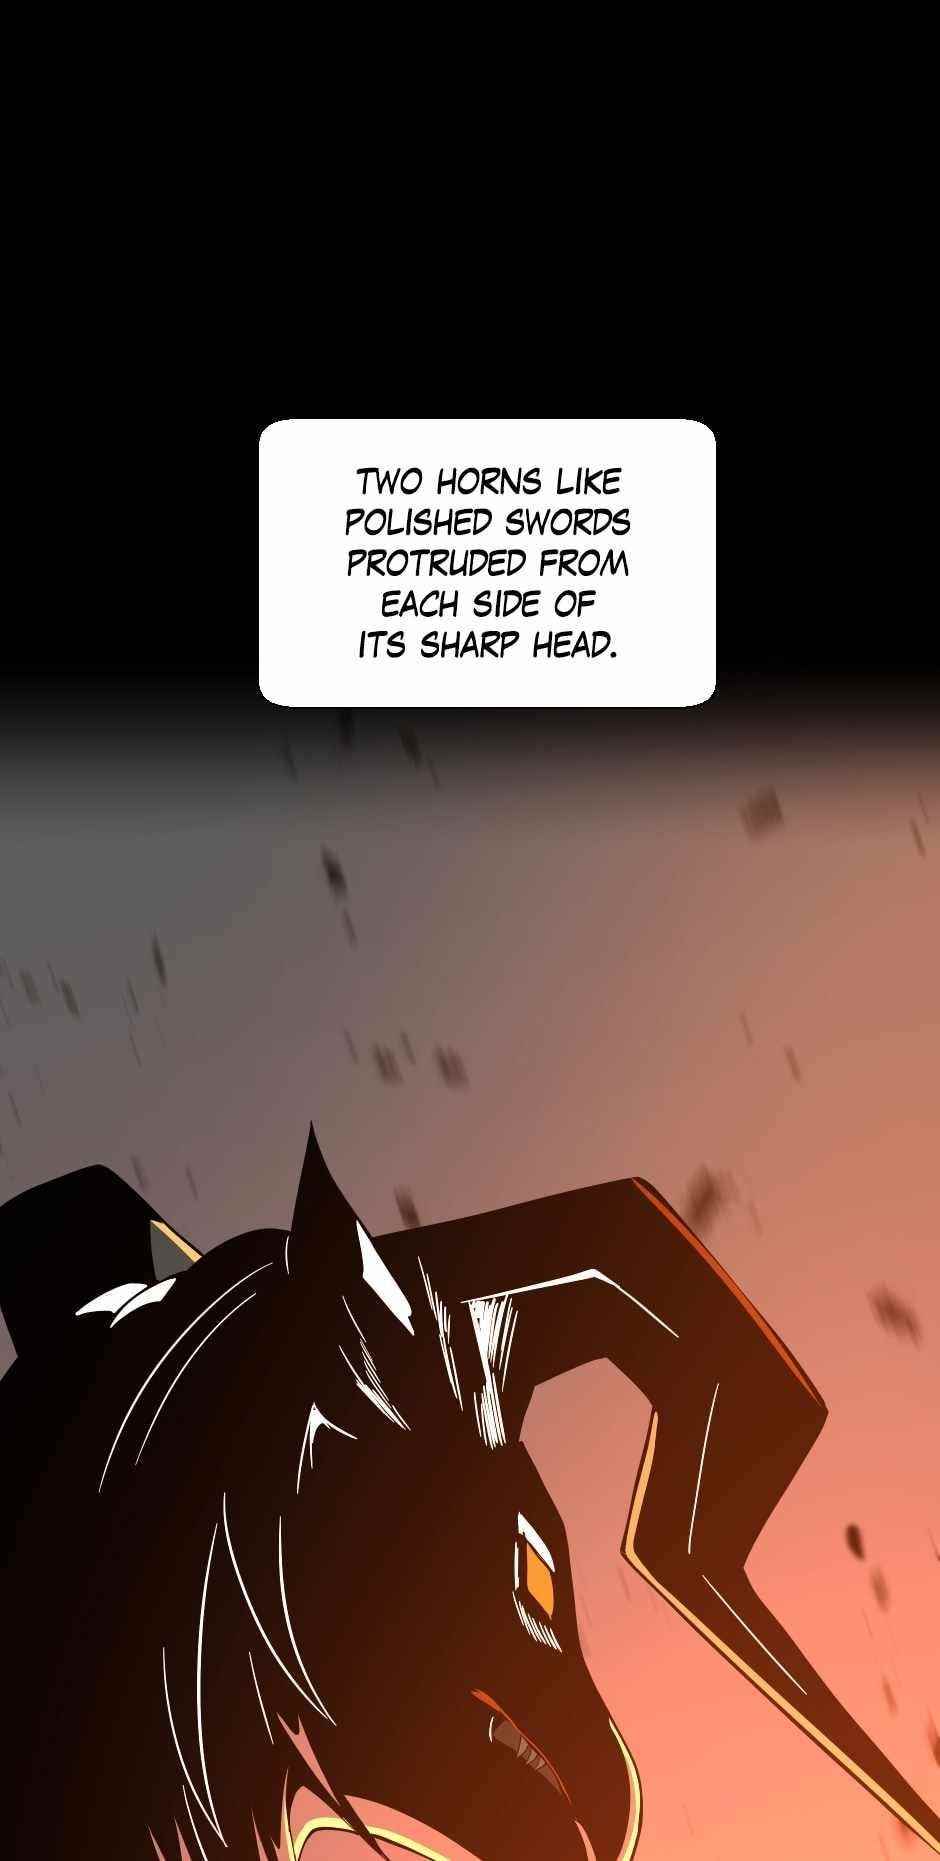 TWO HORNS LIKE
POLISHED SWORDS
PROTRUDED FROM
EACH SIDE OF
ITS SHARP HEAD.